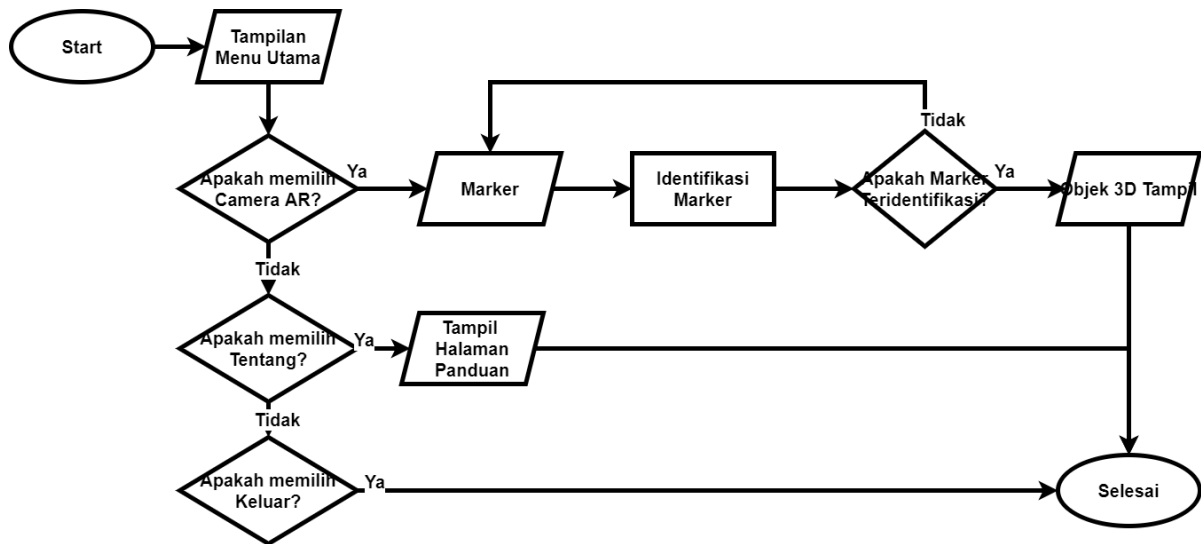 Start
Tampilan
Menu Utama
Tidak
Apakah memilih
Camera AR?
Ya
Marker
Identifikasi
Marker
Apakah Marker
Teridentifikasi?
Ya
Objek 3D Tampil
Tidak
Apakah memilih
Tentang?
Ya
Tampil
Halaman
Panduan
Tidak
Apakah memilih
Keluar?
Ya
Selesai